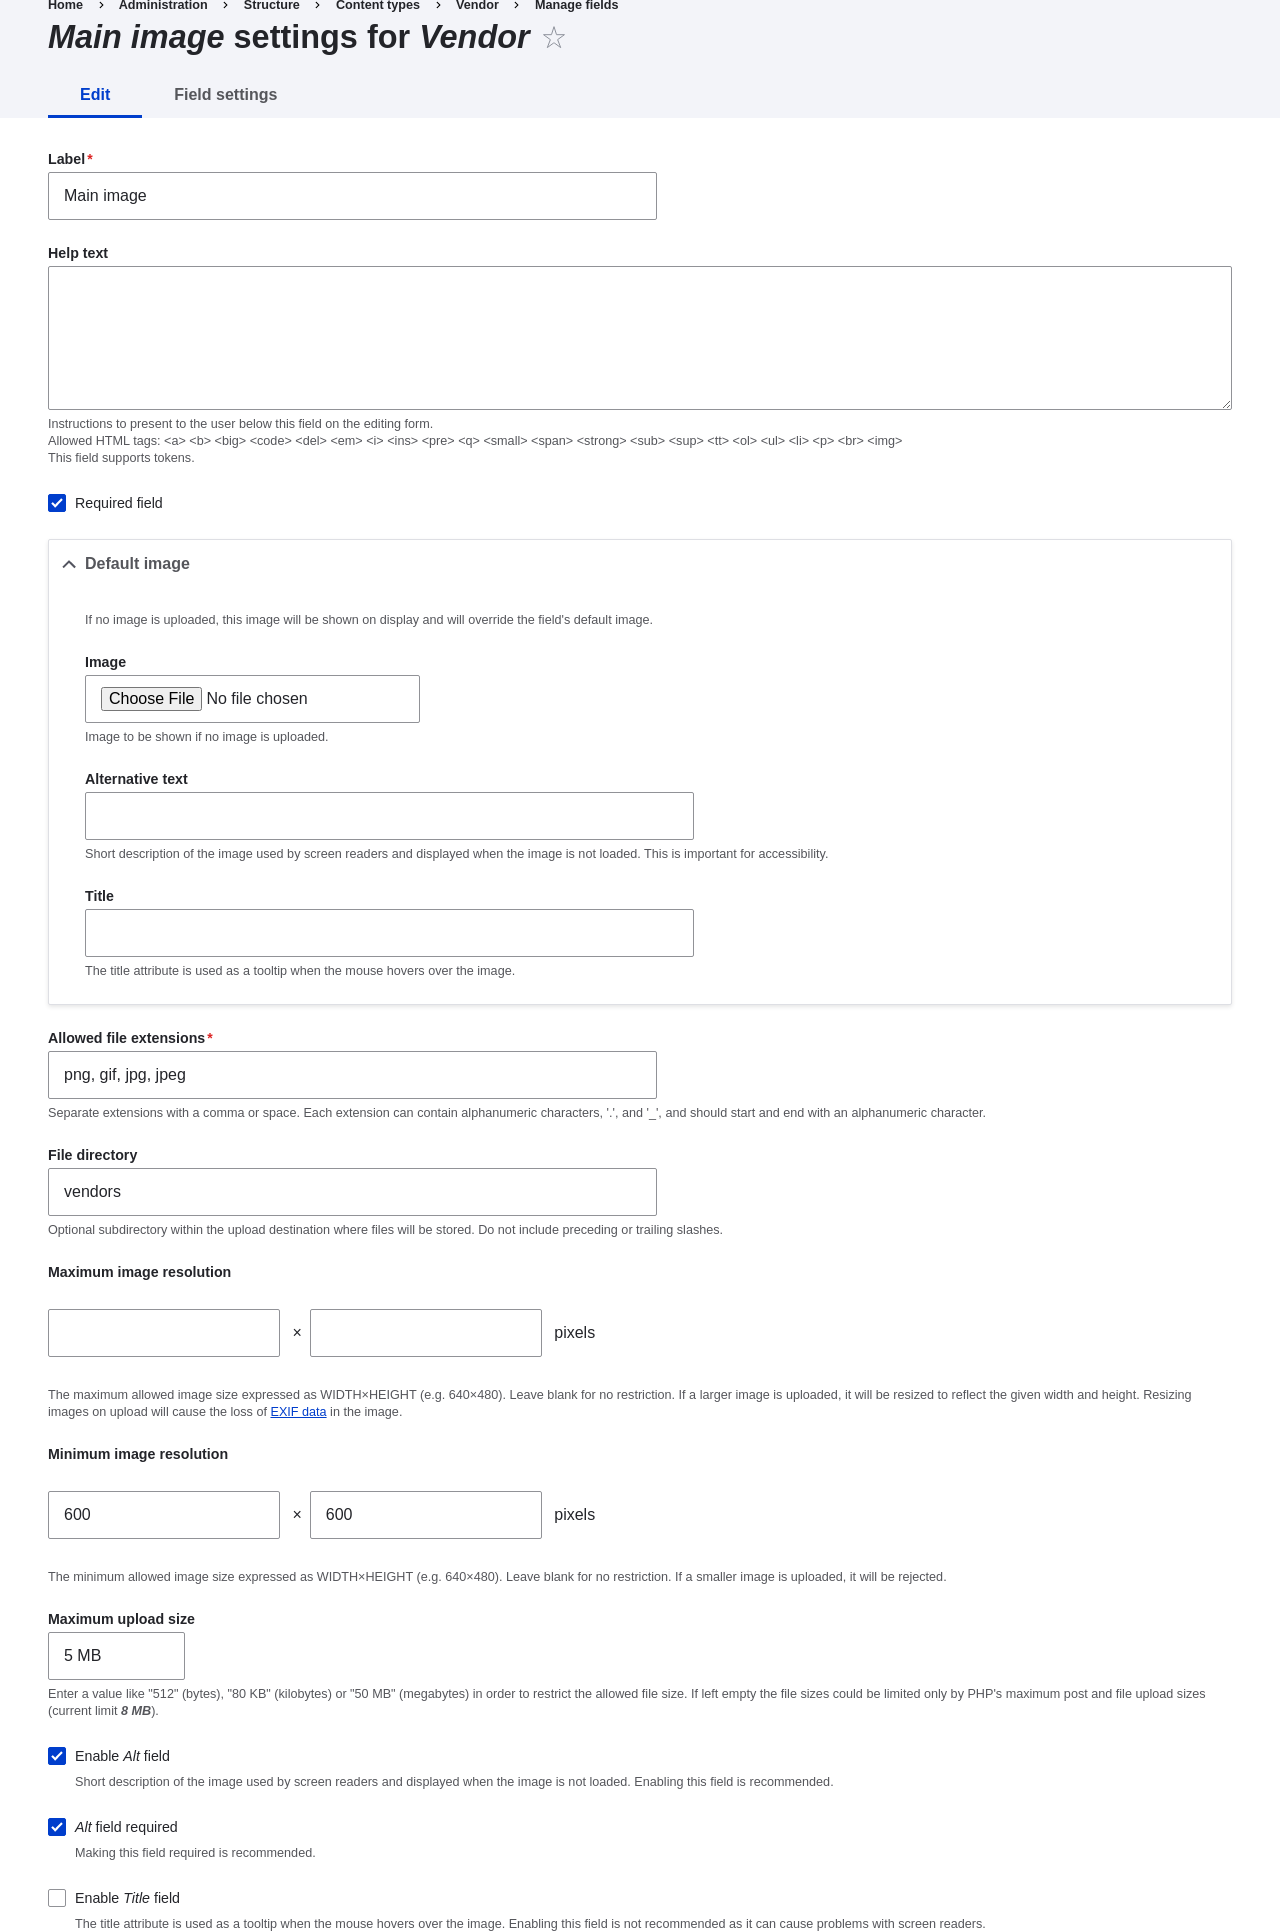 Home > Administration > Structure > Content types > Vendor > Manage fields
Main image settings for Vendor ☆
Edit Field settings
Label*
Main image
Help text
Instructions to present to the user below this field on the editing form.
Allowed HTML tags: <a> <b> <big> <code> <del> <em> <i> <ins> <pre> <q> <small> <span> <strong> <sub> <sup> <tt> <ol> <ul> <li> <p> <br> <img>
This field supports tokens.
Required field
Default image
If no image is uploaded, this image will be shown on display and will override the field's default image.
Image
Choose File No file chosen
Image to be shown if no image is uploaded.
Alternative text
Short description of the image used by screen readers and displayed when the image is not loaded. This is important for accessibility.
Title
The title attribute is used as a tooltip when the mouse hovers over the image.
Allowed file extensions*
png, gif, jpg, jpeg
Separate extensions with a comma or space. Each extension can contain alphanumeric characters, '.', and '_', and should start and end with an alphanumeric character.
File directory
vendors
Optional subdirectory within the upload destination where files will be stored. Do not include preceding or trailing slashes.
Maximum image resolution
× pixels
The maximum allowed image size expressed as WIDTH×HEIGHT (e.g. 640×480). Leave blank for no restriction. If a larger image is uploaded, it will be resized to reflect the given width and height. Resizing
images on upload will cause the loss of EXIF data in the image.
Minimum image resolution
600 × 600 pixels
The minimum allowed image size expressed as WIDTH×HEIGHT (e.g. 640×480). Leave blank for no restriction. If a smaller image is uploaded, it will be rejected.
Maximum upload size
5 MB
Enter a value like "512" (bytes), "80 KB" (kilobytes) or "50 MB" (megabytes) in order to restrict the allowed file size. If left empty the file sizes could be limited only by PHP's maximum post and file upload sizes
(current limit 8 MB).
Enable Alt field
Short description of the image used by screen readers and displayed when the image is not loaded. Enabling this field is recommended.
Alt field required
Making this field required is recommended.
Enable Title field
The title attribute is used as a tooltip when the mouse hovers over the image. Enabling this field is not recommended as it can cause problems with screen readers.